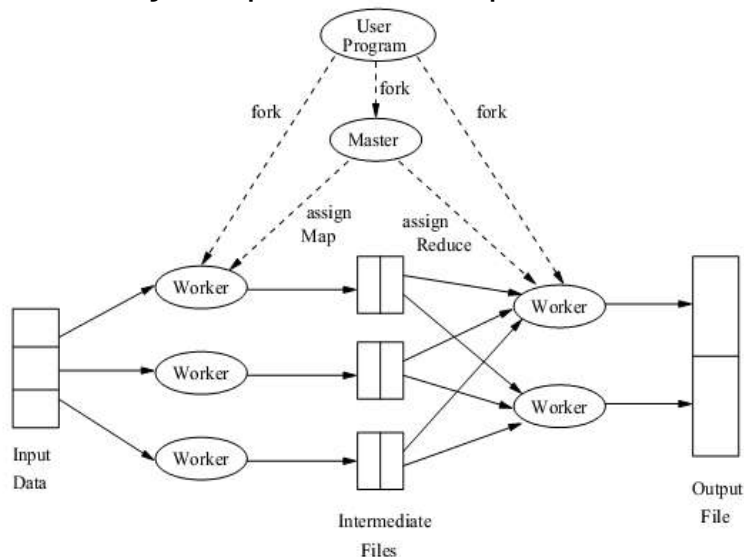 User
Program
fork
fork
fork
Master
assign
Map
assign
Reduce
Worker
Worker
Worker
Worker
Worker
Input
Data
Intermediate
Files
Output
File